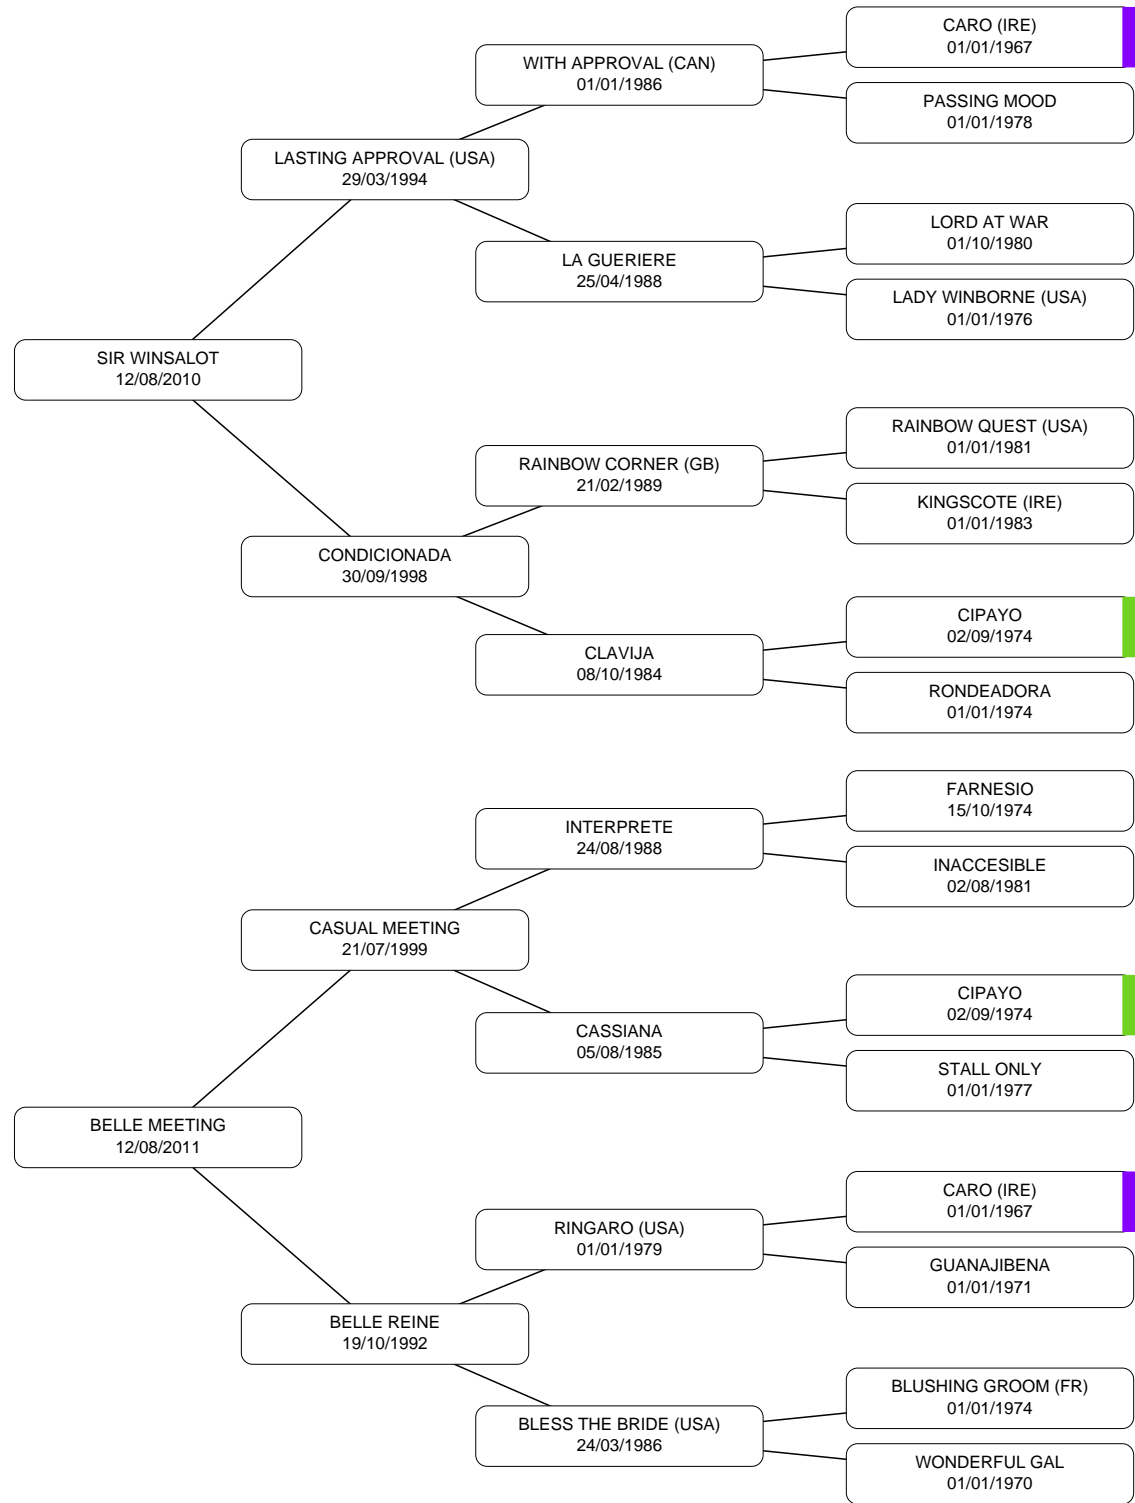 CARO (IRE)
01/01/1967
WITH APPROVAL (CAN)
01/01/1986
PASSING MOOD
01/01/1978
LASTING APPROVAL (USA)
29/03/1994
LORD AT WAR
01/10/1980
LA GUERIERE
25/04/1988
LADY WINBORNE (USA)
01/01/1976
SIR WINSALOT
12/08/2010
RAINBOW QUEST (USA)
01/01/1981
RAINBOW CORNER (GB)
21/02/1989
KINGSCOTE (IRE)
01/01/1983
CONDICIONADA
30/09/1998
CIPAYO
02/09/1974
CLAVIJA
08/10/1984
RONDEADORA
01/01/1974
FARNESIO
15/10/1974
INTERPRETE
24/08/1988
INACCESIBLE
02/08/1981
CASUAL MEETING
21/07/1999
CIPAYO
02/09/1974
CASSIANA
05/08/1985
STALL ONLY
01/01/1977
BELLE MEETING
12/08/2011
CARO (IRE)
01/01/1967
RINGARO (USA)
01/01/1979
GUANAJIBENA
01/01/1971
BELLE REINE
19/10/1992
BLUSHING GROOM (FR)
01/01/1974
BLESS THE BRIDE (USA)
24/03/1986
WONDERFUL GAL
01/01/1970